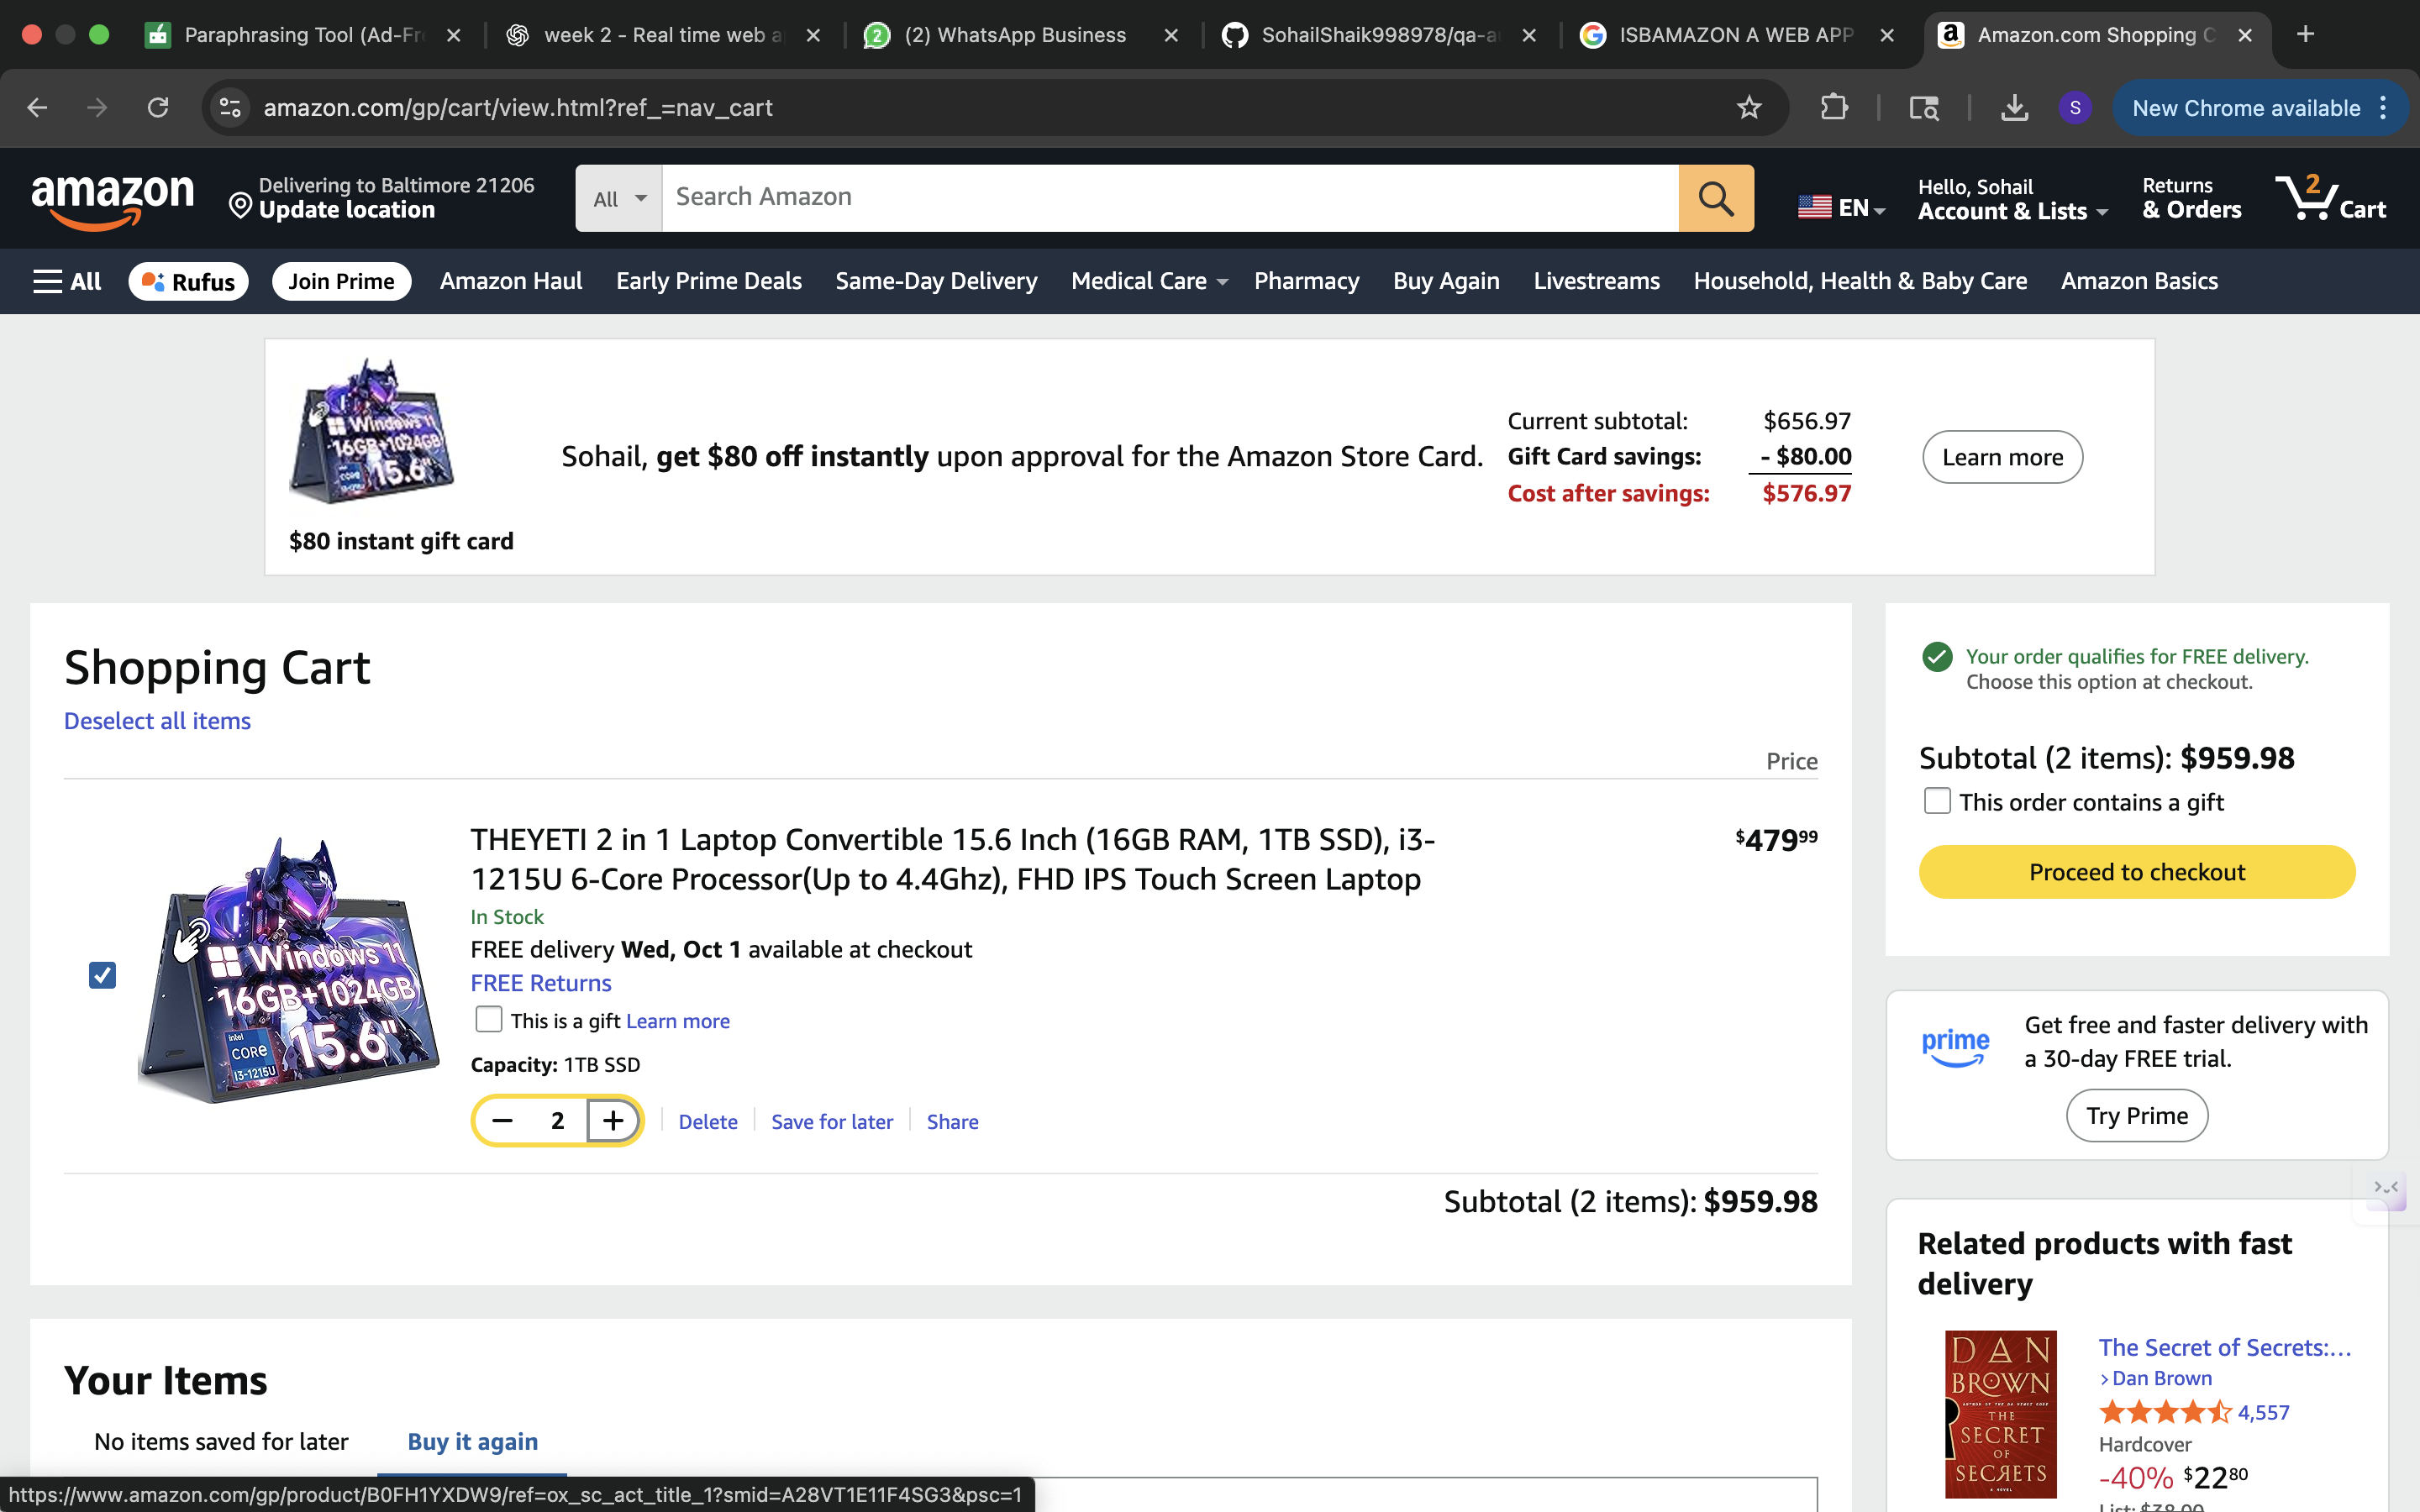 Paraphrasing Tool (Ad-Fr
week 2 - Real time web a
(2) WhatsApp Business
SohailShaik998978/qa-a
ISBAMAZON A WEB APP
Amazon.com Shopping C
amazon.com/gp/cart/view.html?ref_=nav_cart
S
New Chrome available
amazon
Delivering to Baltimore 21206
Update location
All
Search Amazon
EN
Hello, Sohail
Account & Lists
Returns
& Orders
2
Cart
All
Rufus
Join Prime
Amazon Haul
Early Prime Deals
Same-Day Delivery
Medical Care
Pharmacy
Buy Again
Livestreams
Household, Health & Baby Care
Amazon Basics
Windows 11
16GB+1024GB
15.6"
$80 instant gift card
Sohail, get $80 off instantly upon approval for the Amazon Store Card.
Current subtotal: $656.97
Gift Card savings: - $80.00
Cost after savings: $576.97
Learn more
Shopping Cart
Deselect all items
Price
Windows 11
16GB+1024GB
15.6"
intel
CORE
i3-1215U
THEYETI 2 in 1 Laptop Convertible 15.6 Inch (16GB RAM, 1TB SSD), i3-
1215U 6-Core Processor(Up to 4.4Ghz), FHD IPS Touch Screen Laptop
$479.99
In Stock
FREE delivery Wed, Oct 1 available at checkout
FREE Returns
This is a gift Learn more
Capacity: 1TB SSD
− 2 +
Delete
Save for later
Share
Subtotal (2 items): $959.98
Your order qualifies for FREE delivery.
Choose this option at checkout.
Subtotal (2 items): $959.98
This order contains a gift
Proceed to checkout
prime
Get free and faster delivery with
a 30-day FREE trial.
Try Prime
Related products with fast
delivery
DAN
BROWN
THE
SECRET
OF
SECRETS
The Secret of Secrets:...
› Dan Brown
4,557
Hardcover
-40% $22.80
List: $38.00
Your Items
No items saved for later
Buy it again
https://www.amazon.com/gp/product/B0FH1YXDW9/ref=ox_sc_act_title_1?smid=A28VT1E11F4SG3&psc=1